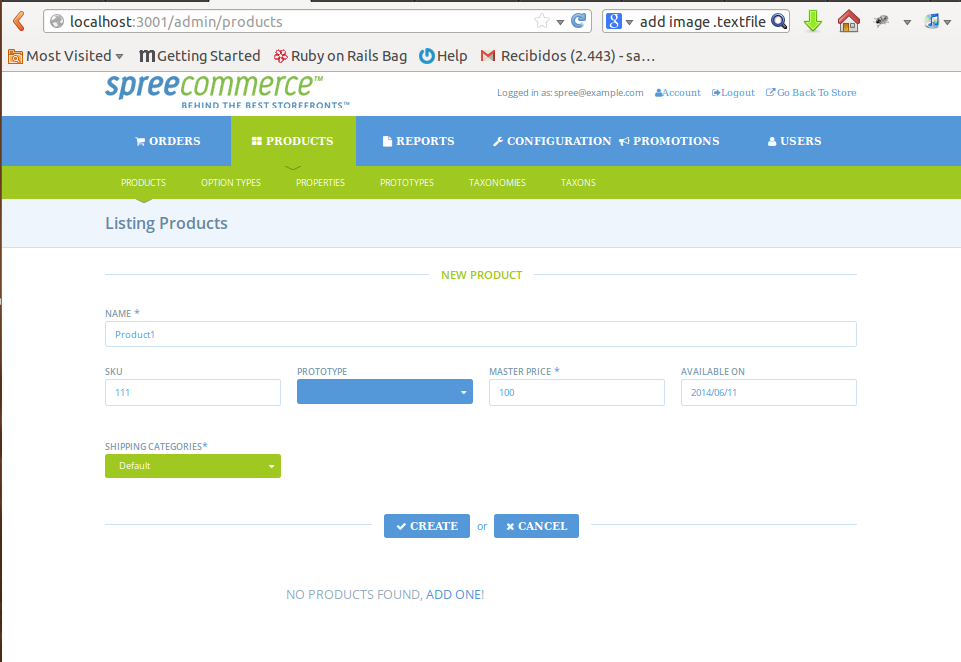 localhost:3001/admin/products
8 add image .textfile
Most Visited Getting Started Ruby on Rails Bag Help Recibidos (2.443) - sa...
spreecommerce™
BEHIND THE BEST STOREFRONTS™
Logged in as: spree@example.com Account Logout Go Back To Store
ORDERS PRODUCTS REPORTS CONFIGURATION PROMOTIONS USERS
PRODUCTS OPTION TYPES PROPERTIES PROTOTYPES TAXONOMIES TAXONS
Listing Products
NEW PRODUCT
NAME *
Product1
SKU PROTOTYPE MASTER PRICE * AVAILABLE ON
111 100 2014/06/11
SHIPPING CATEGORIES*
Default
CREATE or CANCEL
NO PRODUCTS FOUND, ADD ONE!